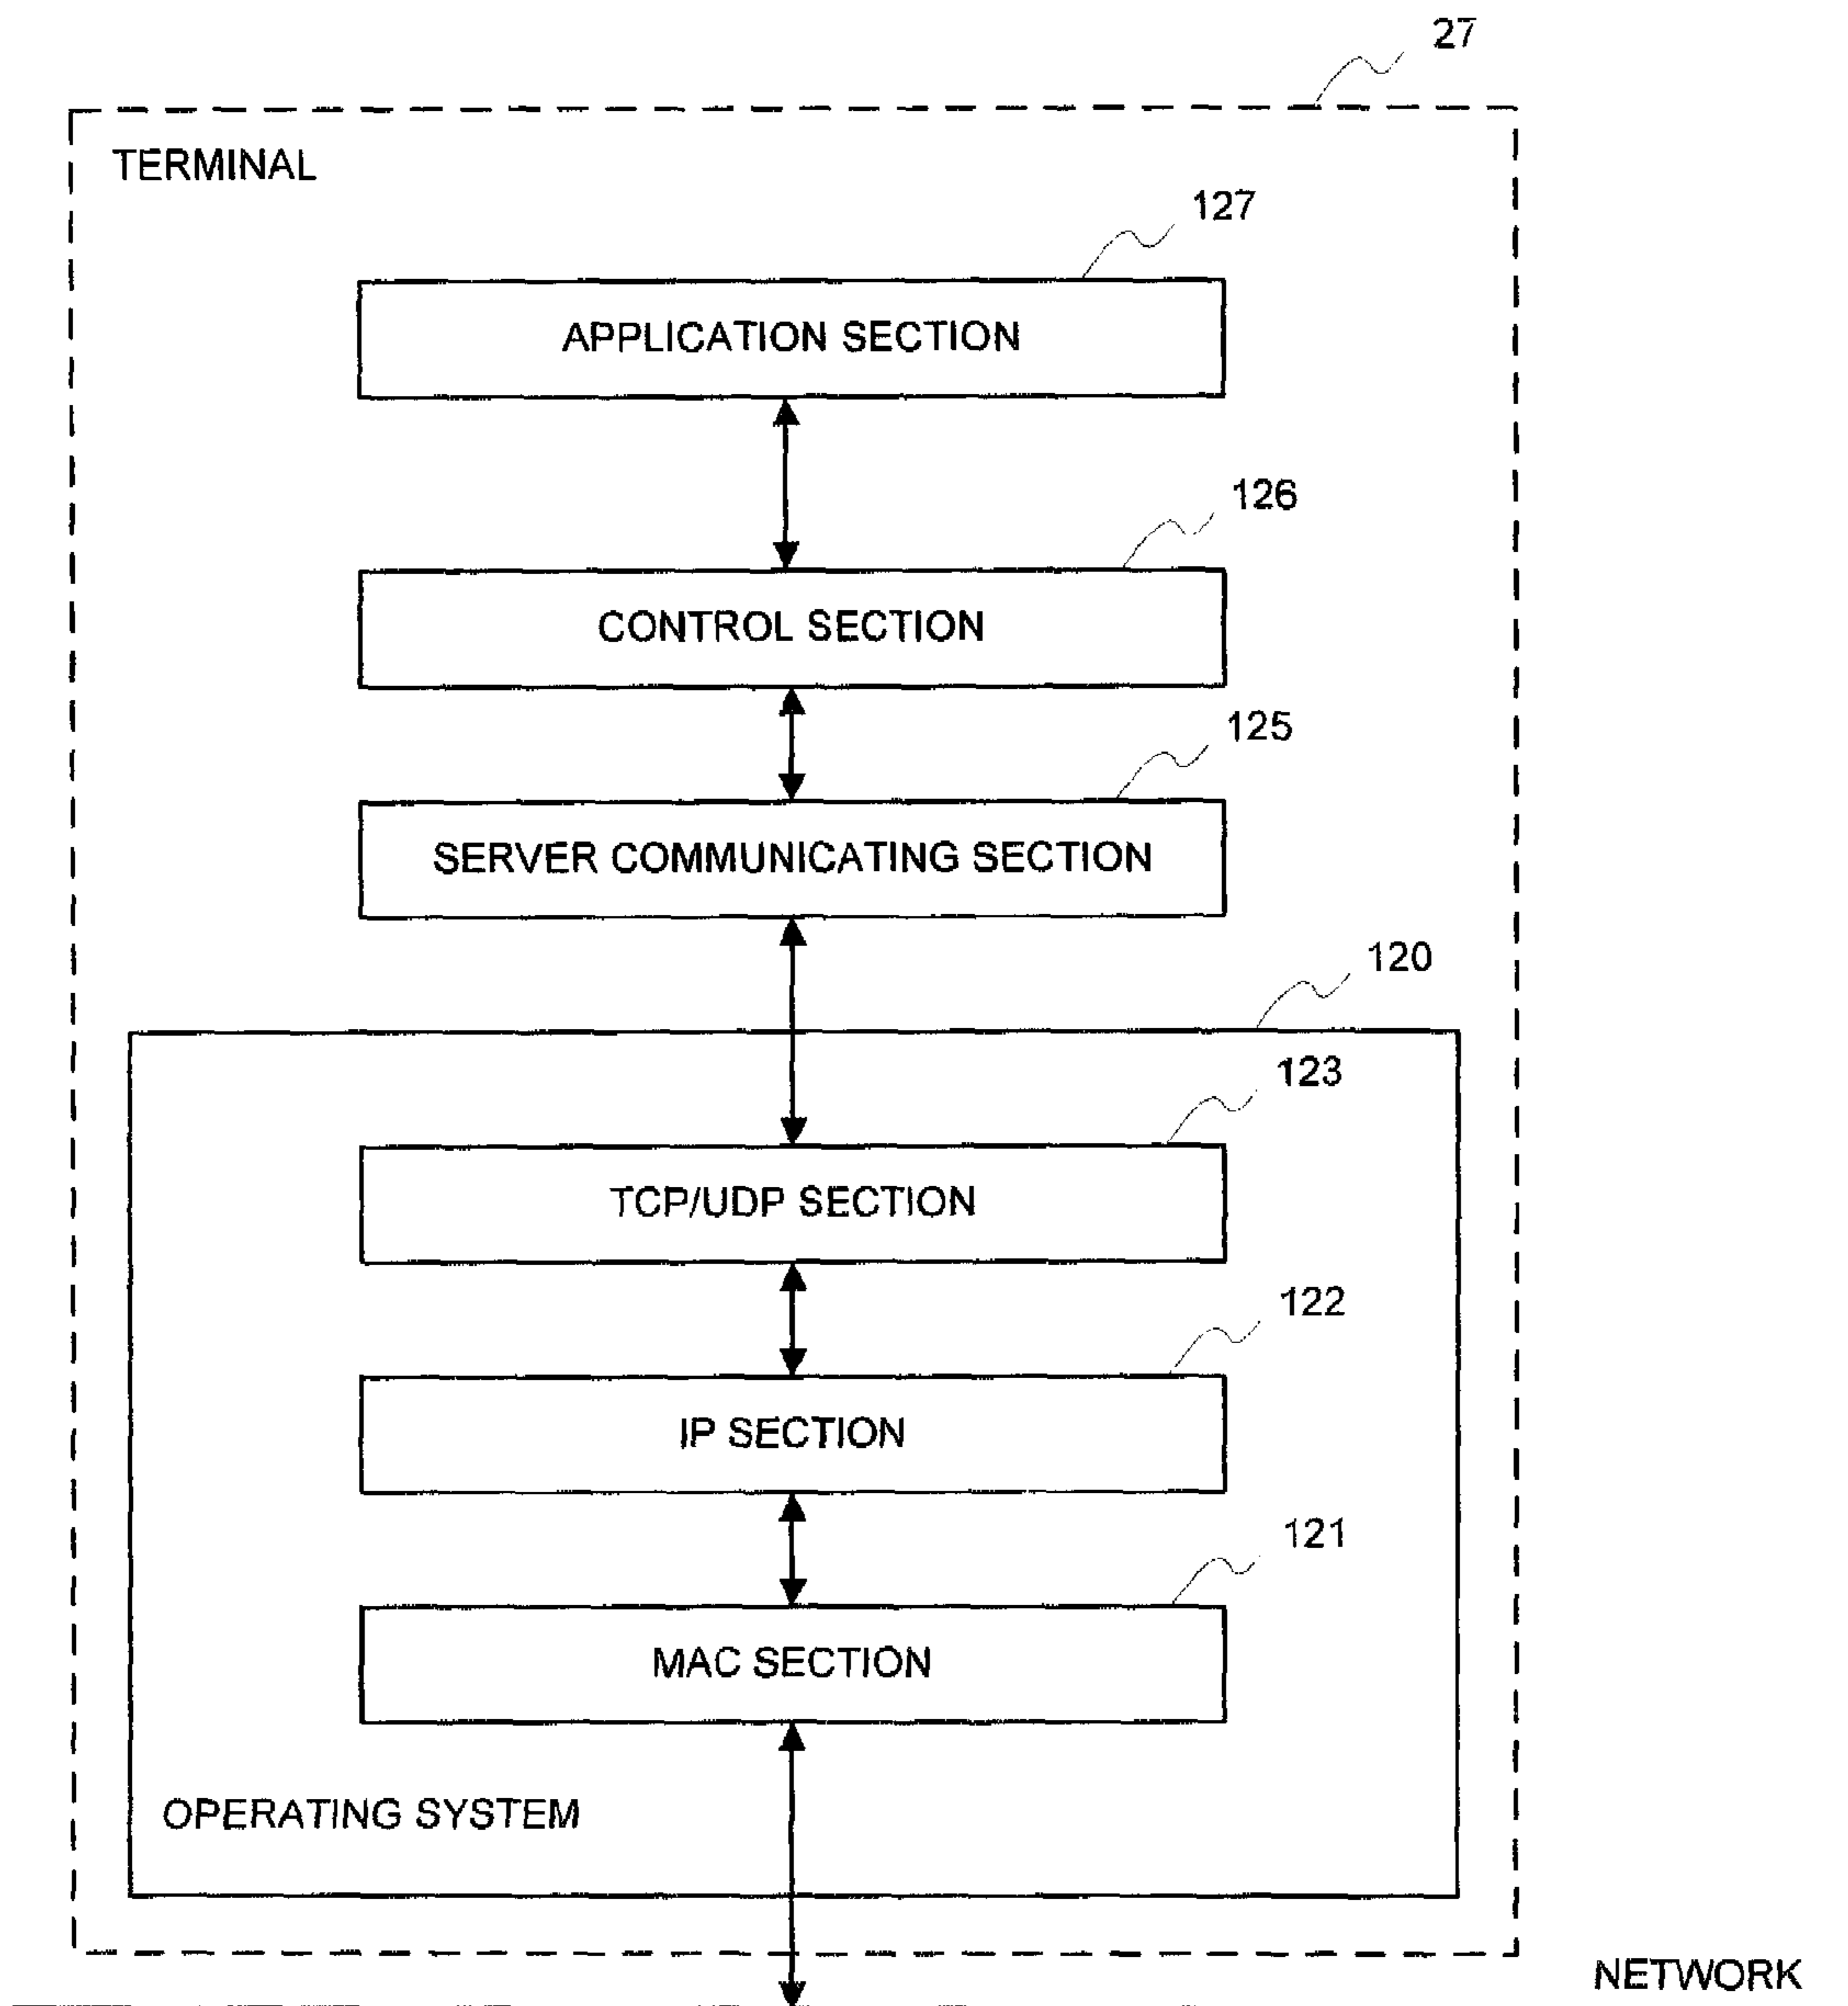 27
TERMINAL
127
APPLICATION SECTION
126
CONTROL SECTION
125
SERVER COMMUNICATING SECTION
120
123
TCP/UDP SECTION
122
IP SECTION
121
MAC SECTION
OPERATING SYSTEM
NETWORK